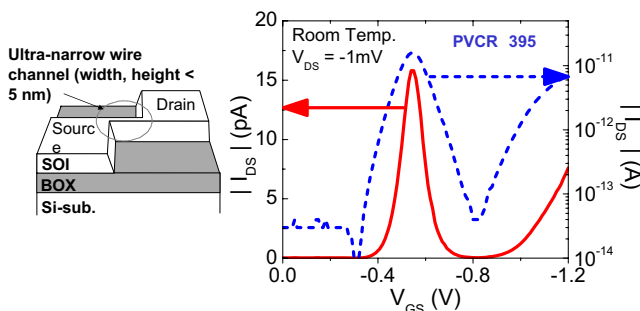 Ultra-narrow wire
channel (width, height <
5 nm)
Drain
Sourc
e
SOI
BOX
Si-sub.
Room Temp.
V_DS = -1mV
PVCR 395
20
15
10
5
0
| I_DS | (pA)
10⁻¹¹
10⁻¹²
10⁻¹³
10⁻¹⁴
| I_DS | (A)
0.0 -0.4 -0.8 -1.2
V_GS (V)